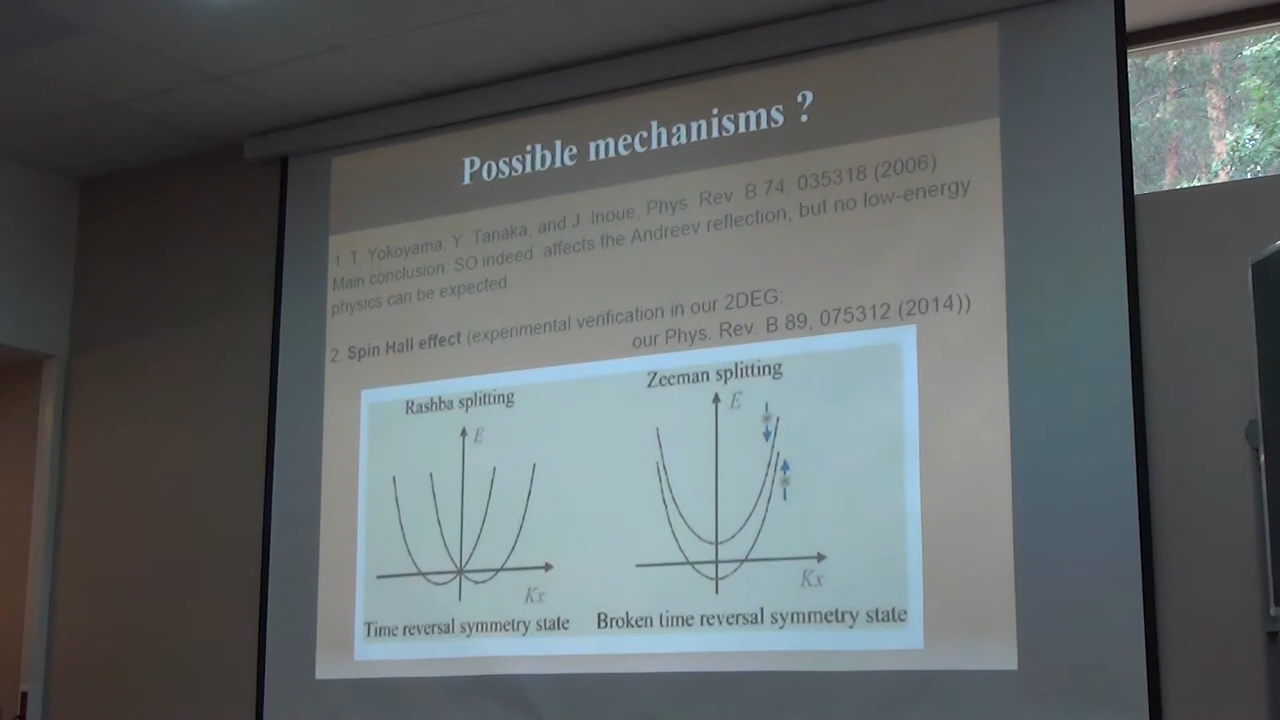 Possible mechanisms ?
1. T. Yokoyama, Y. Tanaka, and J. Inoue, Phys. Rev. B 74, 035318 (2006)
Main conclusion: SO indeed affects the Andreev reflection, but no low-energy
physics can be expected.
2. Spin Hall effect (experimental verification in our 2DEG:
our Phys. Rev. B 89, 075312 (2014))
Rashba splitting
E
Kx
Time reversal symmetry state
Zeeman splitting
E
Kx
Broken time reversal symmetry state